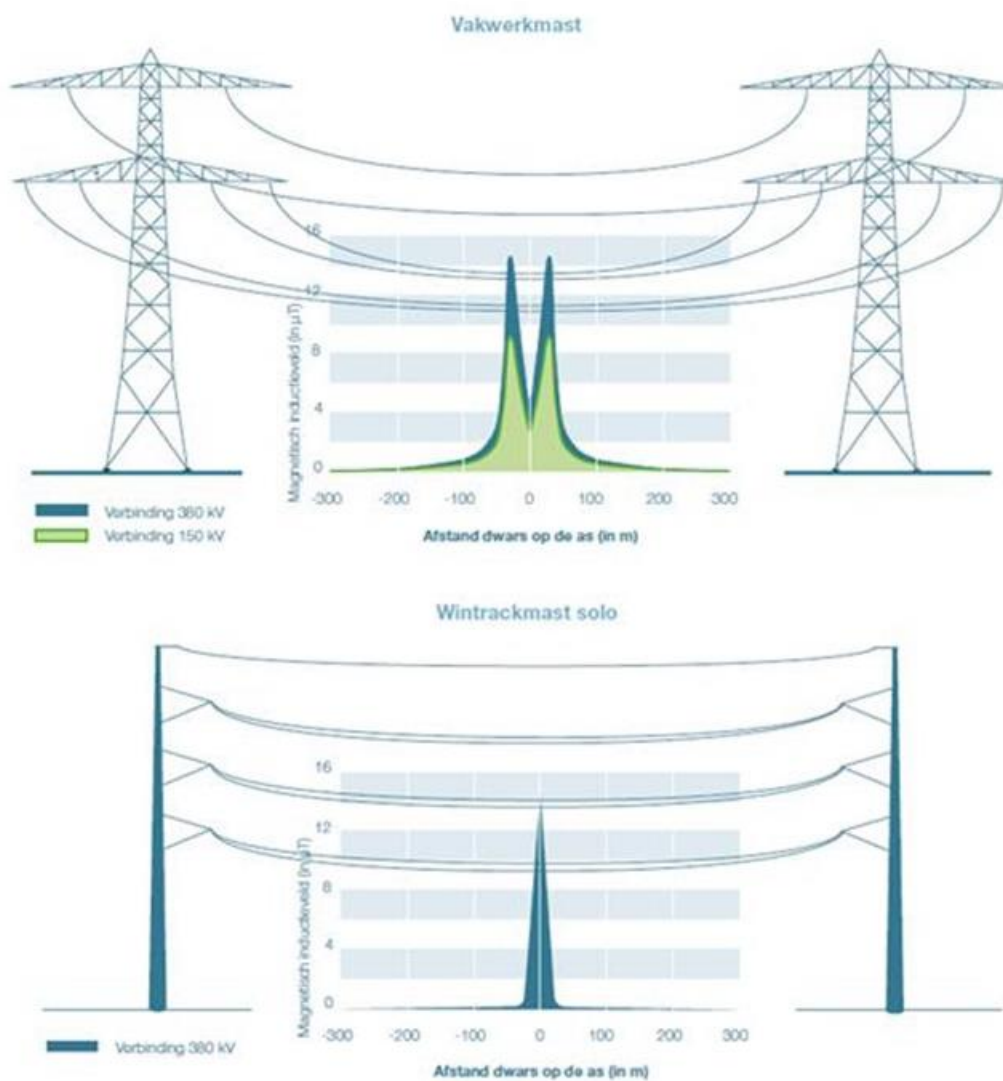 Vakwerkmast
16
12
8
4
0
Magnetisch inductieveld (in µT)
-300 -200 -100 0 100 200 300
Afstand dwars op de as (in m)
Verbinding 380 kV
Verbinding 150 kV
Wintrackmast solo
16
12
8
4
0
Magnetisch inductieveld (in µT)
-300 -200 -100 0 100 200 300
Afstand dwars op de as (in m)
Verbinding 380 kV